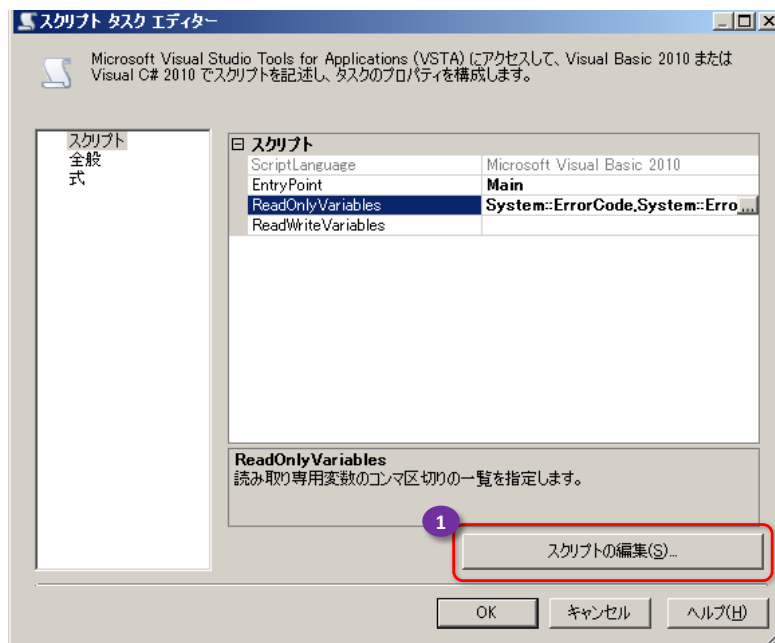 スクリプト タスク エディター
Microsoft Visual Studio Tools for Applications (VSTA) にアクセスして、Visual Basic 2010 または
Visual C# 2010 でスクリプトを記述し、タスクのプロパティを構成します。
スクリプト
全般
式
スクリプト
ScriptLanguage Microsoft Visual Basic 2010
EntryPoint Main
ReadOnlyVariables System::ErrorCode,System::Erro...
ReadWriteVariables
ReadOnlyVariables
読み取り専用変数のコンマ区切りの一覧を指定します。
1
スクリプトの編集(S)...
OK キャンセル ヘルプ(H)